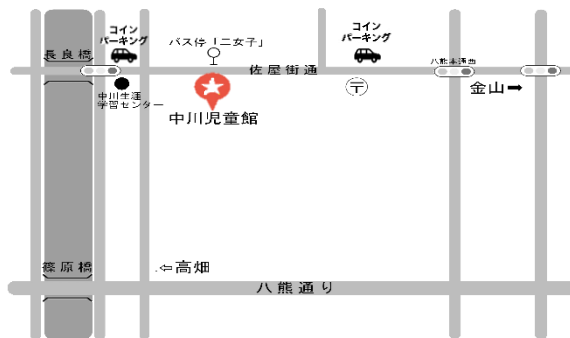 コイン
パーキング
コイン
パーキング
バス停「二女子」
長良橋
八熊本通西
佐屋街通
中川生涯
学習センター
〒
金山➡
中川児童館
篠原橋
⇦高畑
八熊通り